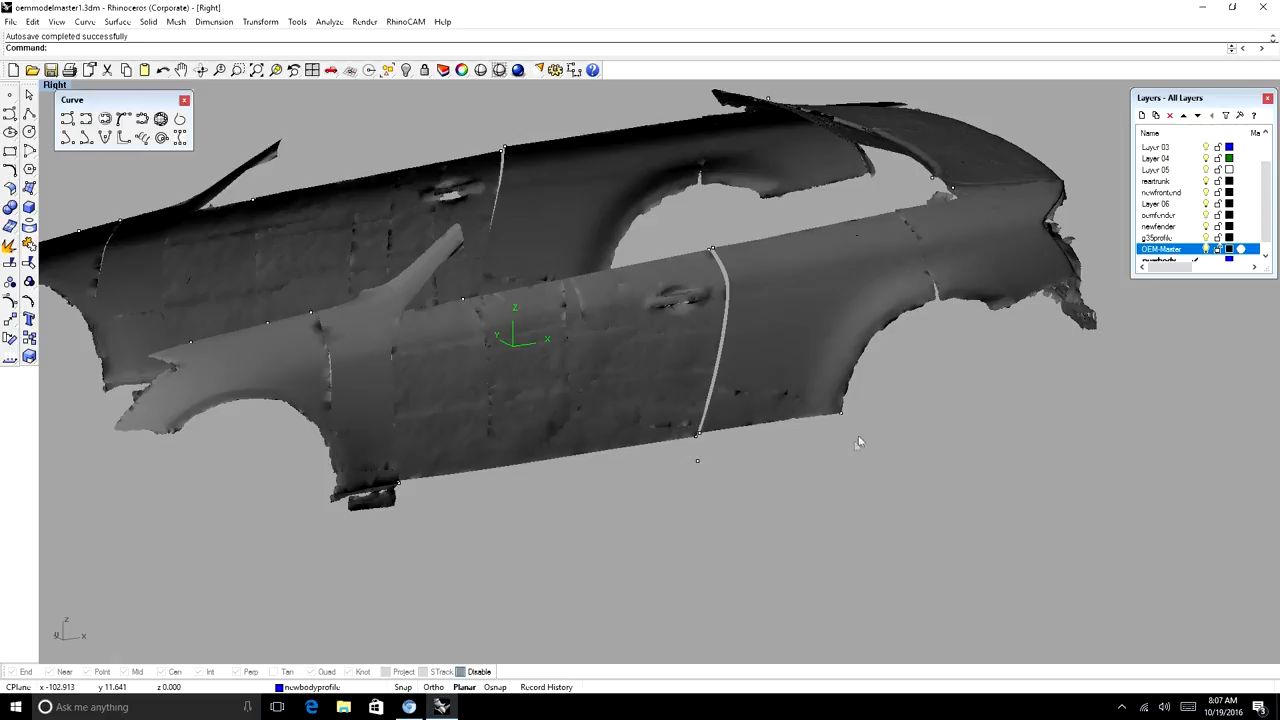 oemmodelmaster1.3dm - Rhinoceros (Corporate) - [Right]
File Edit View Curve Surface Solid Mesh Dimension Transform Tools Analyze Render RhinoCAM Help
Autosave completed successfully
Command:
Right
Curve
Layers - All Layers
Name Ma
Layer 03
Layer 04
Layer 05
reartrunk
newfrontend
Layer 06
oemfender
newfender
g35profile
OEM-Master
z
Y
x
z
y x
End Near Point Mid Cen Int Perp Tan Quad Knot Project STrack Disable
CPlane x -102.913 y 11.641 z 0.000 newbodyprofile Snap Ortho Planar Osnap Record History
Ask me anything
8:07 AM
10/19/2016